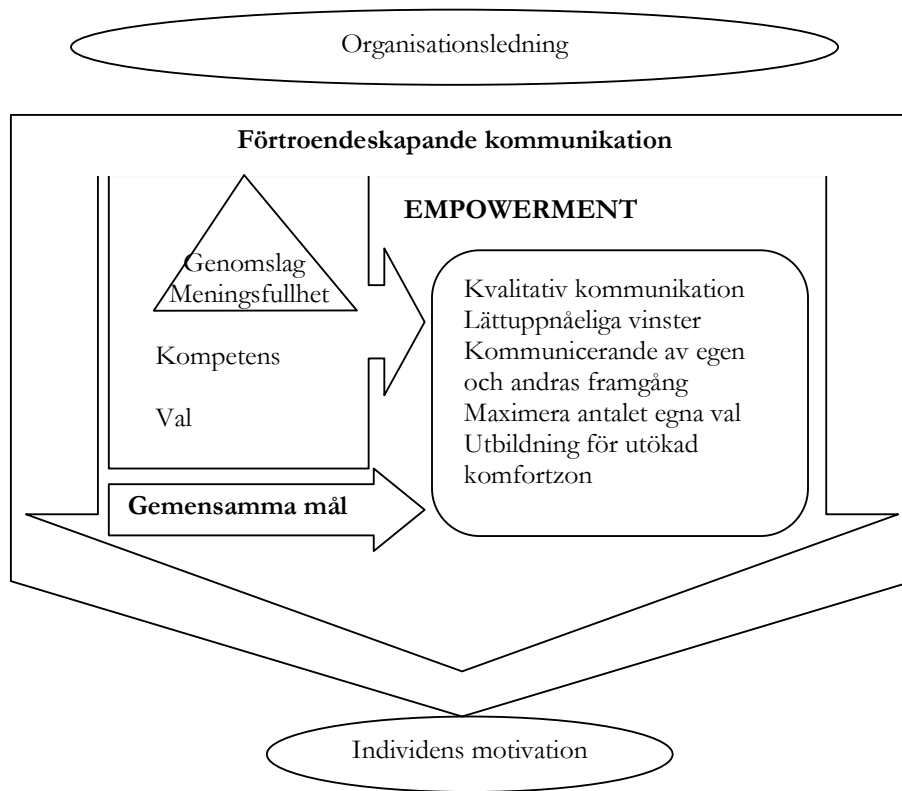 Organisationsledning
Förtroendeskapande kommunikation
EMPOWERMENT
Genomslag
Meningsfullhet
Kompetens
Val
Kvalitativ kommunikation
Lättuppnåeliga vinster
Kommunicerande av egen
och andras framgång
Maximera antalet egna val
Utbildning för utökad
komfortzon
Gemensamma mål
Individens motivation